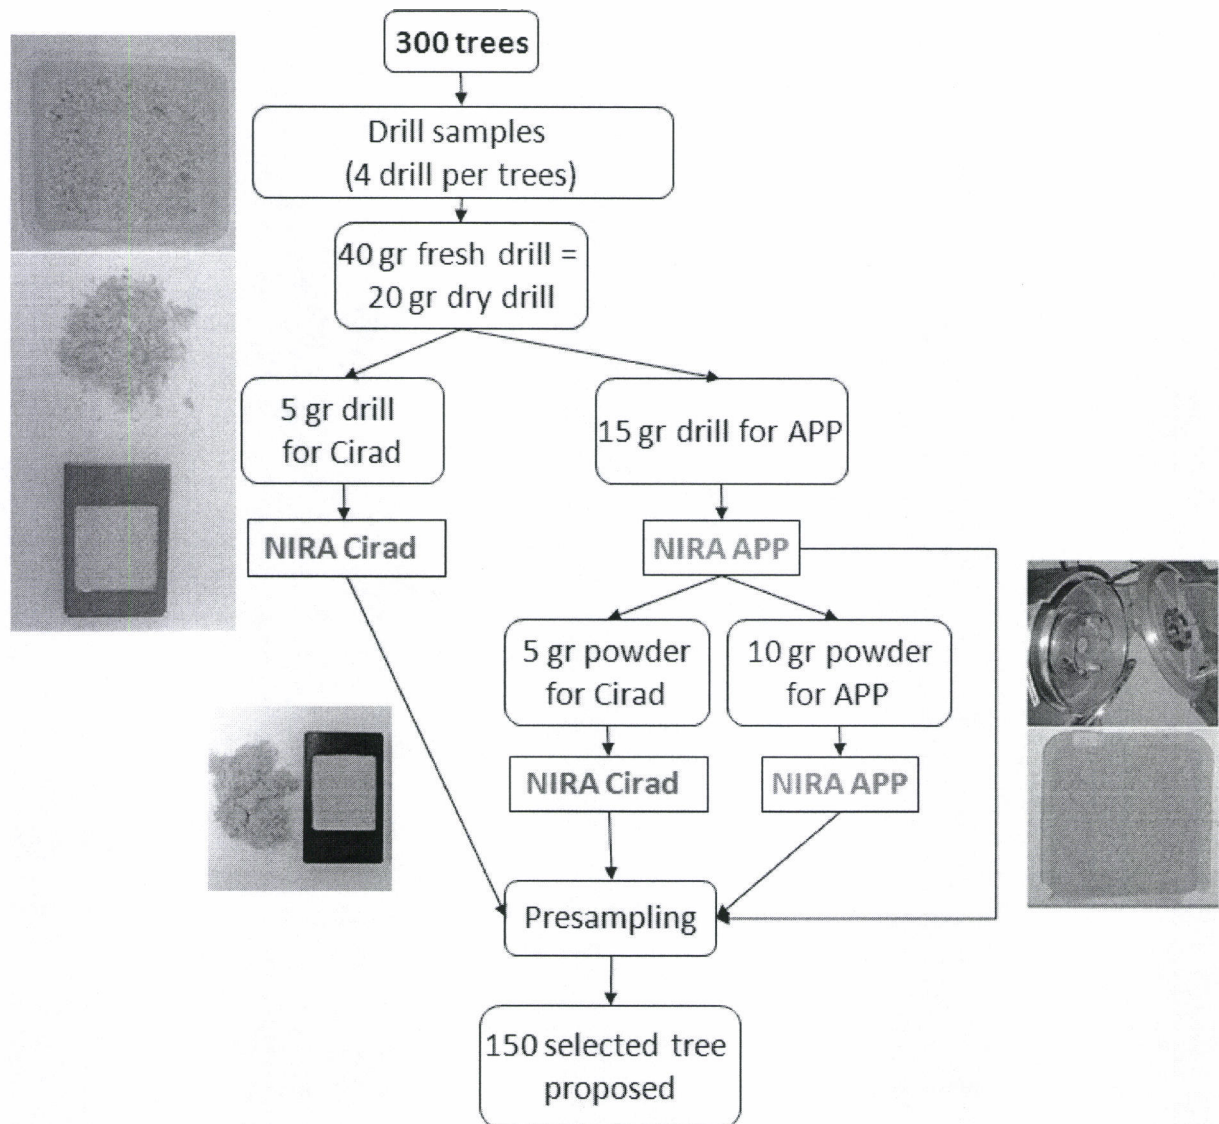 300 trees
Drill samples
(4 drill per trees)
40 gr fresh drill =
20 gr dry drill
5 gr drill
for Cirad
15 gr drill for APP
NIRA Cirad
NIRA APP
5 gr powder
for Cirad
10 gr powder
for APP
NIRA Cirad
NIRA APP
Presampling
150 selected tree
proposed